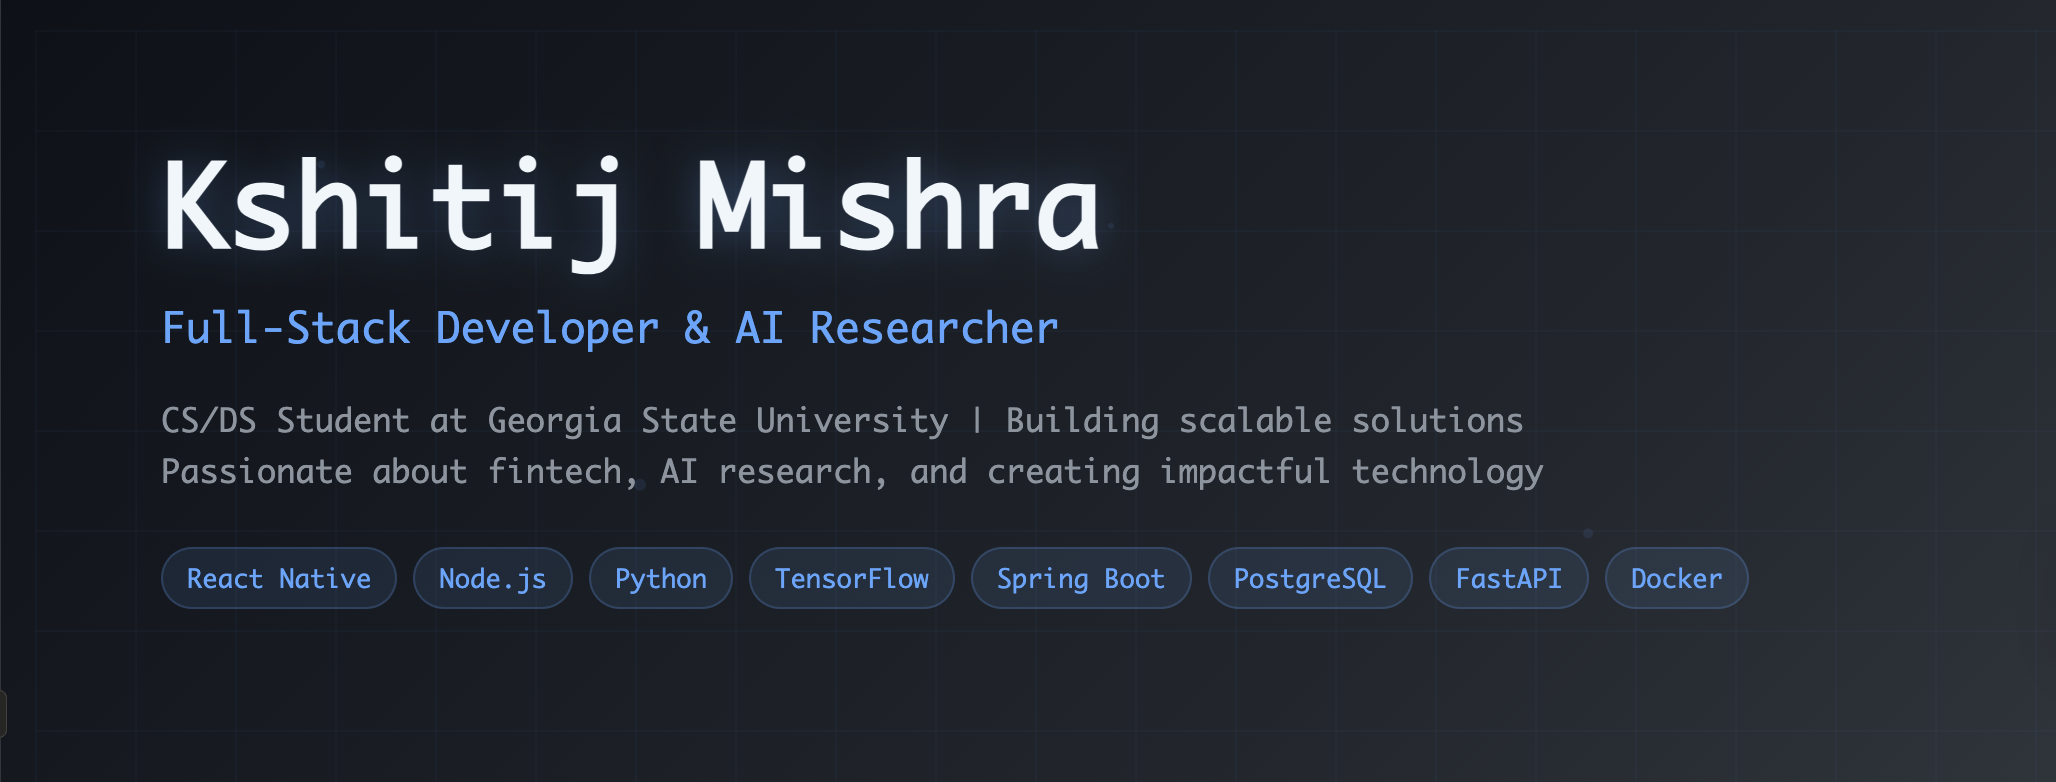 Kshitij Mishra
Full-Stack Developer & AI Researcher
CS/DS Student at Georgia State University | Building scalable solutions
Passionate about fintech, AI research, and creating impactful technology
React Native Node.js Python TensorFlow Spring Boot PostgreSQL FastAPI Docker